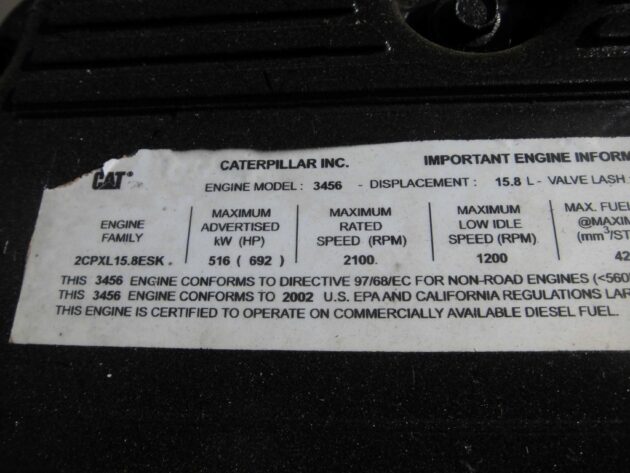 CAT
CATERPILLAR INC. IMPORTANT ENGINE INFORM
ENGINE MODEL : 3456 - DISPLACEMENT : 15.8 L - VALVE LASH :
ENGINE FAMILY
2CPXL15.8ESK
MAXIMUM ADVERTISED kW (HP)
516 ( 692 )
MAXIMUM RATED SPEED (RPM)
2100
MAXIMUM LOW IDLE SPEED (RPM)
1200
MAX. FUEL
@MAXIM
(mm³/ST
42
THIS 3456 ENGINE CONFORMS TO DIRECTIVE 97/68/EC FOR NON-ROAD ENGINES (<560
THIS 3456 ENGINE CONFORMS TO 2002 U.S. EPA AND CALIFORNIA REGULATIONS LAR
THIS ENGINE IS CERTIFIED TO OPERATE ON COMMERCIALLY AVAILABLE DIESEL FUEL.